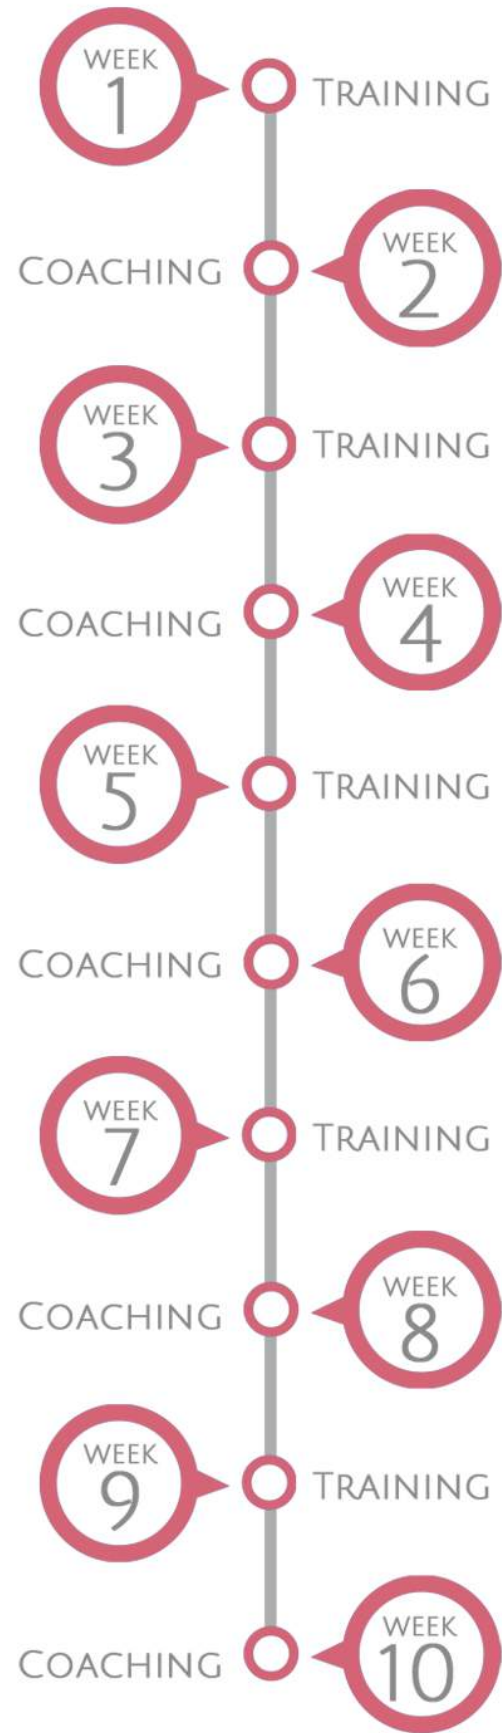 WEEK
1
TRAINING
COACHING
WEEK
2
WEEK
3
TRAINING
COACHING
WEEK
4
WEEK
5
TRAINING
COACHING
WEEK
6
WEEK
7
TRAINING
COACHING
WEEK
8
WEEK
9
TRAINING
COACHING
WEEK
10